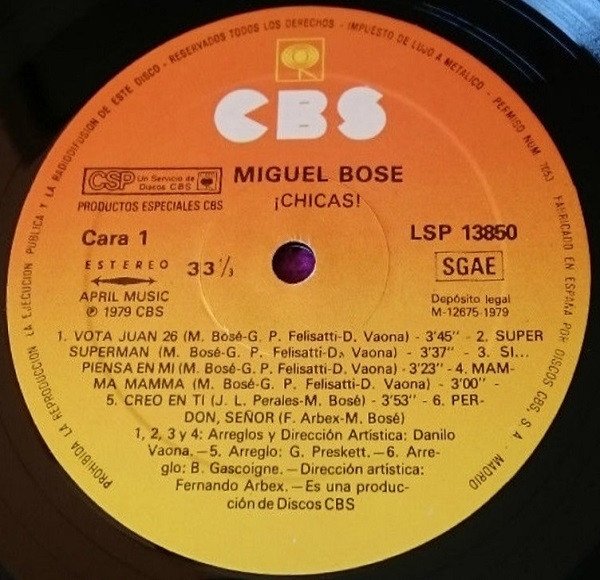 PROHIBIDA LA REPRODUCCIÓN, LA EJECUCIÓN PUBLICA Y LA RADIODIFUSION DE ESTE DISCO - RESERVADOS TODOS LOS DERECHOS - IMPUESTO DE LUJO A METALICO - PERMISO NUM. 7053
FABRICADO EN ESPAÑA POR DISCOS CBS, S. A. - MADRID
CBS
CSP Un Servicio de Discos CBS
PRODUCTOS ESPECIALES CBS
MIGUEL BOSE
¡CHICAS!
Cara 1
LSP 13850
ESTEREO 33 1/3
SGAE
APRIL MUSIC
℗ 1979 CBS
Depósito legal
M-12675-1979
1. VOTA JUAN 26 (M. Bosé-G. P. Felisatti-D. Vaona) - 3'45" - 2. SUPER
SUPERMAN (M. Bosé-G. P. Felisatti-D. Vaona) - 3'37" - 3. SI...
PIENSA EN MI (M. Bosé-G. P. Felisatti-D. Vaona) - 3'23" - 4. MAM-
MA MAMMA (M. Bosé-G. P. Felisatti-D. Vaona) - 3'00" -
5. CREO EN TI (J. L. Perales-M. Bosé) - 3'53" - 6. PER-
DON, SEÑOR (F. Arbex-M. Bosé)
1, 2, 3 y 4: Arreglos y Dirección Artística: Danilo
Vaona.—5. Arreglo: G. Preskett.—6. Arre-
glo: B. Gascoigne.—Dirección artística:
Fernando Arbex.—Es una produc-
ción de Discos CBS